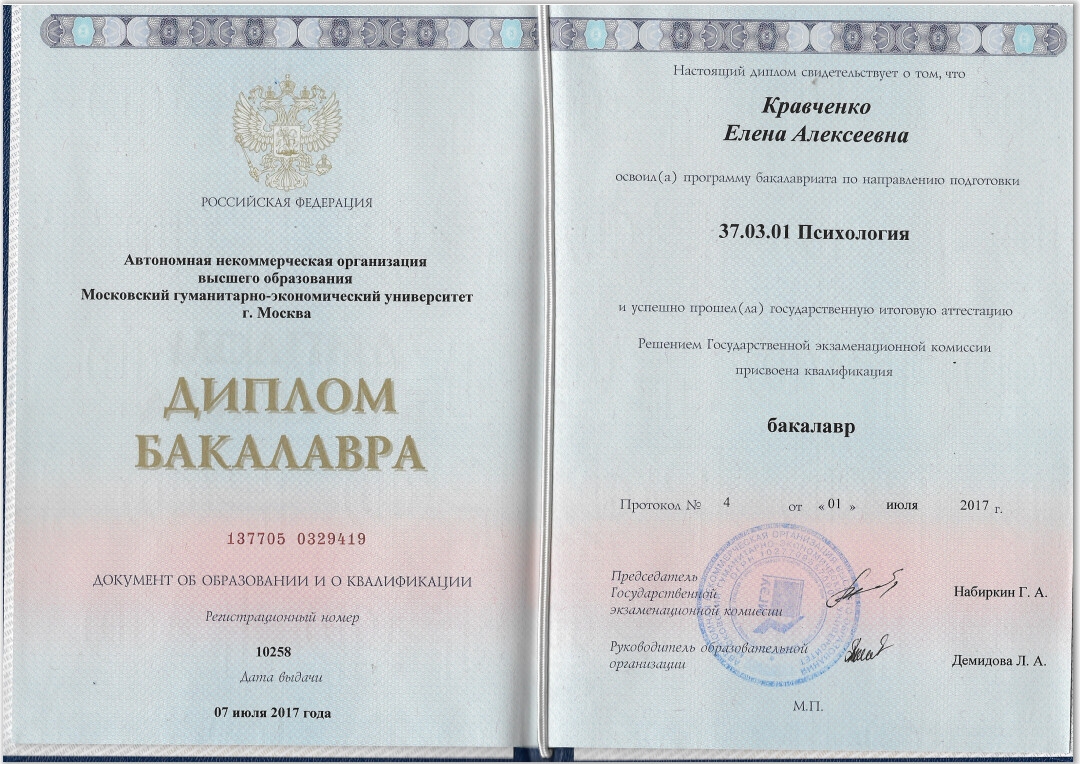 РОССИЙСКАЯ ФЕДЕРАЦИЯ
Автономная некоммерческая организация
высшего образования
Московский гуманитарно-экономический университет
г. Москва
ДИПЛОМ
БАКАЛАВРА
137705 0329419
ДОКУМЕНТ ОБ ОБРАЗОВАНИИ И О КВАЛИФИКАЦИИ
Регистрационный номер
10258
Дата выдачи
07 июля 2017 года
Настоящий диплом свидетельствует о том, что
Кравченко
Елена Алексеевна
освоил(а) программу бакалавриата по направлению подготовки
37.03.01 Психология
и успешно прошел(ла) государственную итоговую аттестацию
Решением Государственной экзаменационной комиссии
присвоена квалификация
бакалавр
Протокол № 4 от «01» июля 2017 г.
Председатель
Государственной
экзаменационной комиссии
Набиркин Г. А.
Руководитель образовательной
организации
Демидова Л. А.
МГЭУ
М.П.